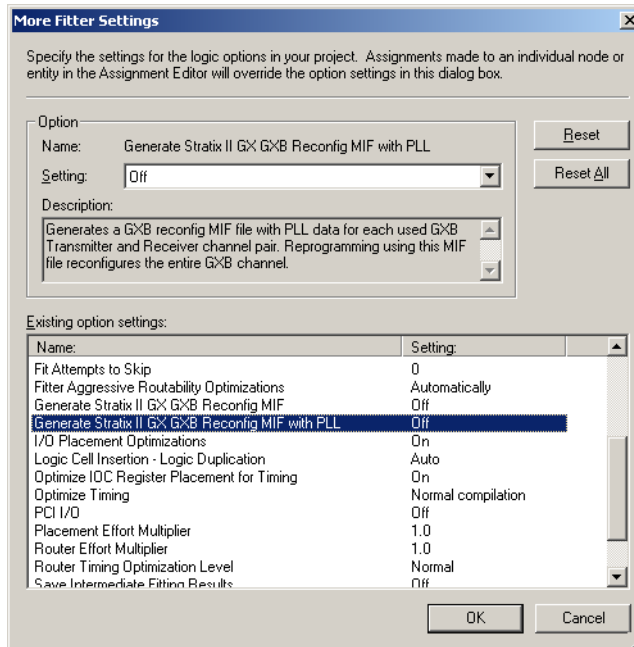 More Fitter Settings
Specify the settings for the logic options in your project. Assignments made to an individual node or
entity in the Assignment Editor will override the option settings in this dialog box.
Option
Name: Generate Stratix II GX GXB Reconfig MIF with PLL
Setting: Off
Description:
Generates a GXB reconfig MIF file with PLL data for each used GXB
Transmitter and Receiver channel pair. Reprogramming using this MIF
file reconfigures the entire GXB channel.
Reset
Reset All
Existing option settings:
Name: Setting:
Fit Attempts to Skip 0
Fitter Aggressive Routability Optimizations Automatically
Generate Stratix II GX GXB Reconfig MIF Off
Generate Stratix II GX GXB Reconfig MIF with PLL Off
I/O Placement Optimizations On
Logic Cell Insertion - Logic Duplication Auto
Optimize IOC Register Placement for Timing On
Optimize Timing Normal compilation
PCI I/O Off
Placement Effort Multiplier 1.0
Router Effort Multiplier 1.0
Router Timing Optimization Level Normal
Save Intermediate Fitting Results Off
OK Cancel